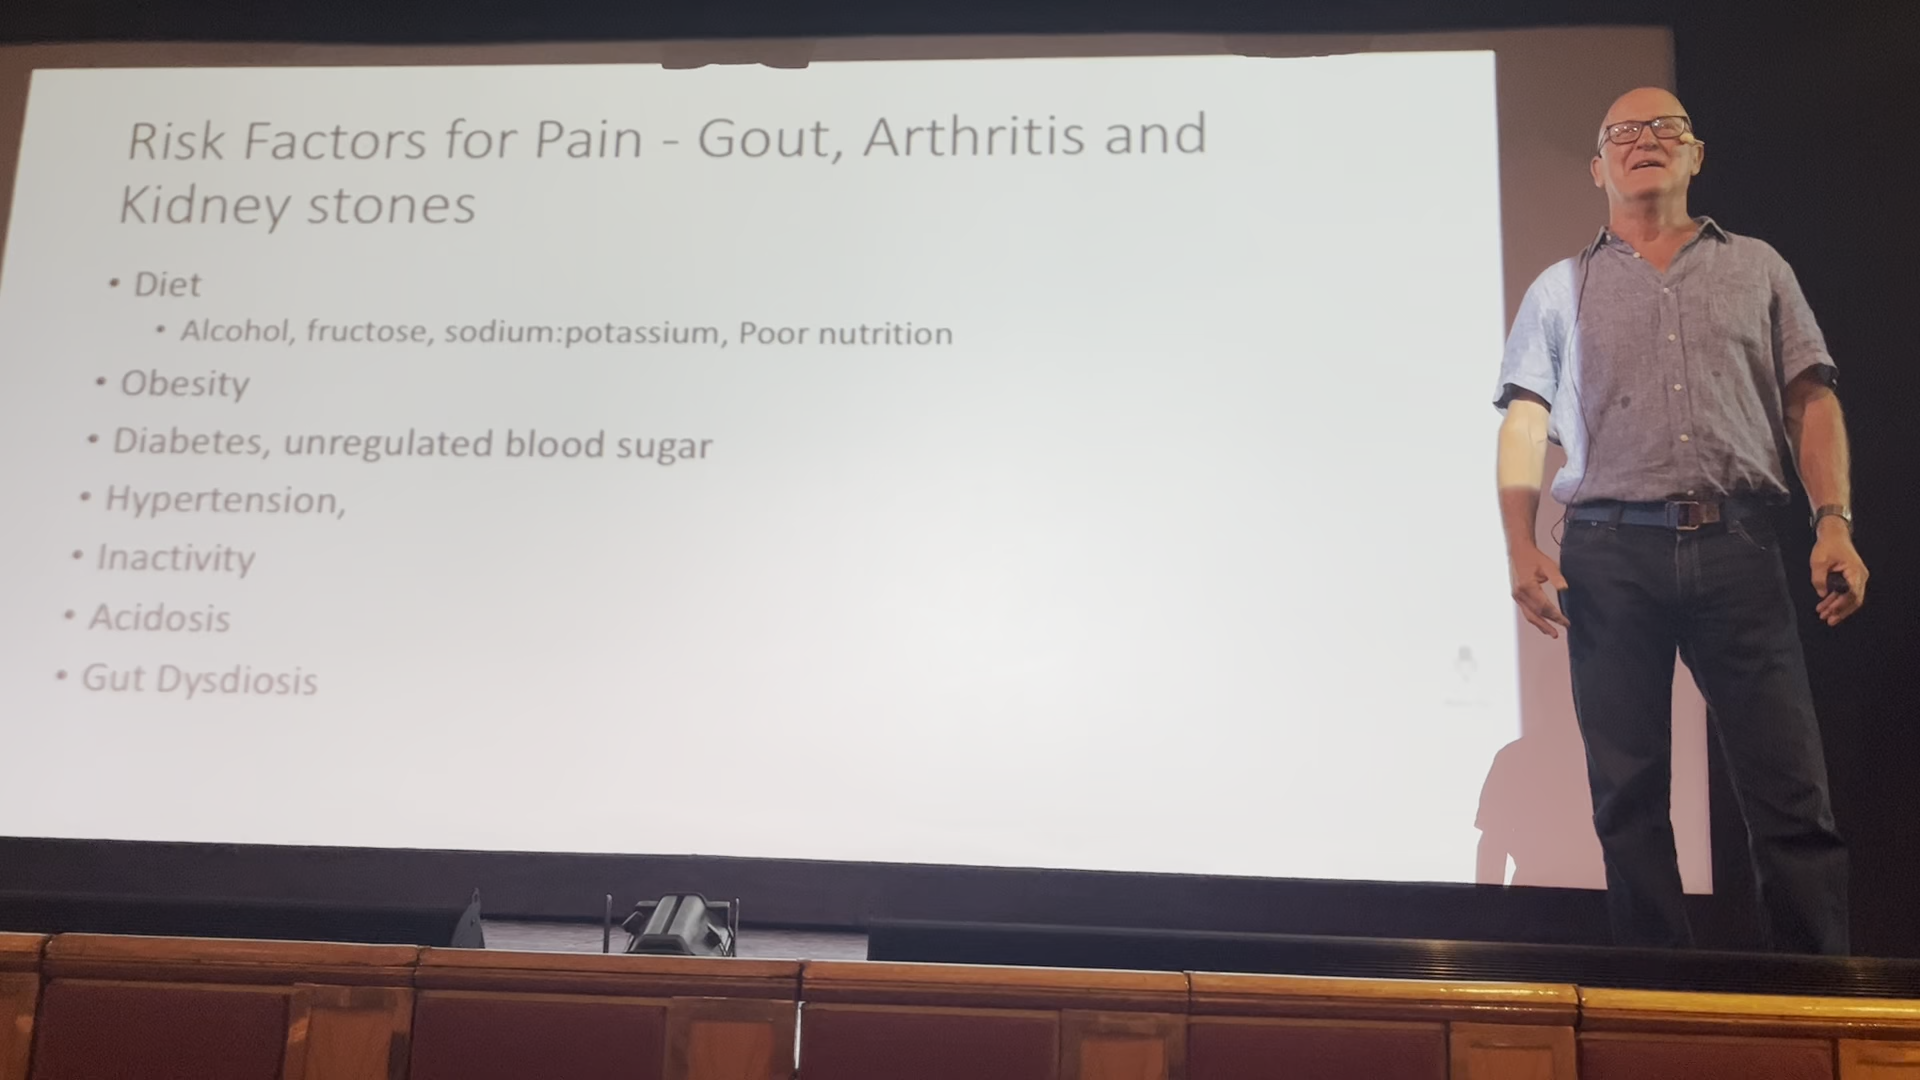 Risk Factors for Pain - Gout, Arthritis and
Kidney stones
• Diet
• Alcohol, fructose, sodium:potassium, Poor nutrition
• Obesity
• Diabetes, unregulated blood sugar
• Hypertension,
• Inactivity
• Acidosis
• Gut Dysdiosis